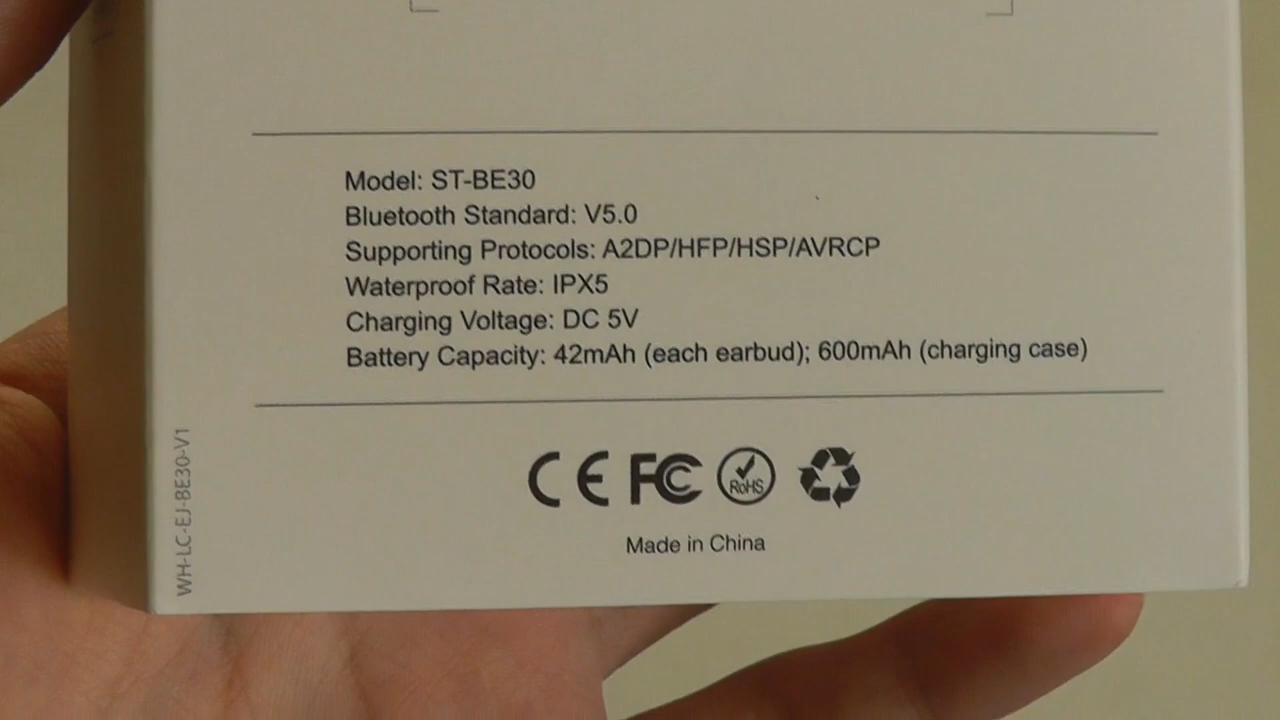 Model: ST-BE30
Bluetooth Standard: V5.0
Supporting Protocols: A2DP/HFP/HSP/AVRCP
Waterproof Rate: IPX5
Charging Voltage: DC 5V
Battery Capacity: 42mAh (each earbud); 600mAh (charging case)
WH-LC-EJ-BE30-V1
CE FC RoHS
Made in China